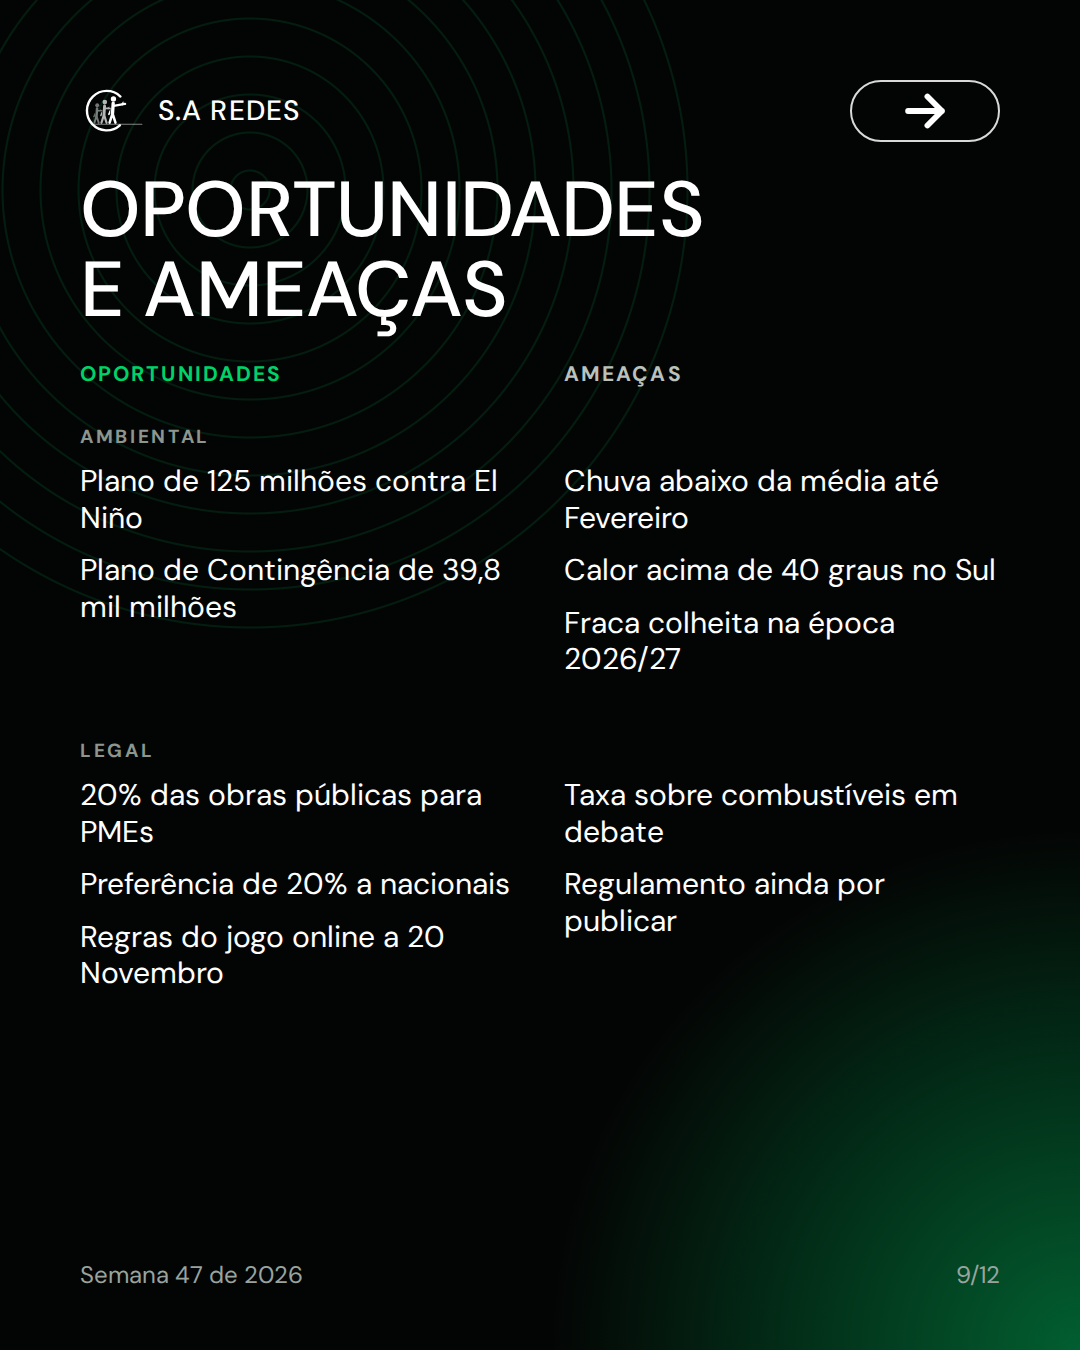 S.A REDES
OPORTUNIDADES
E AMEAÇAS
OPORTUNIDADES
AMEAÇAS
AMBIENTAL
Plano de 125 milhões contra El
Niño
Plano de Contingência de 39,8
mil milhões
Chuva abaixo da média até
Fevereiro
Calor acima de 40 graus no Sul
Fraca colheita na época
2026/27
LEGAL
20% das obras públicas para
PMEs
Preferência de 20% a nacionais
Regras do jogo online a 20
Novembro
Taxa sobre combustíveis em
debate
Regulamento ainda por
publicar
Semana 47 de 2026
9/12